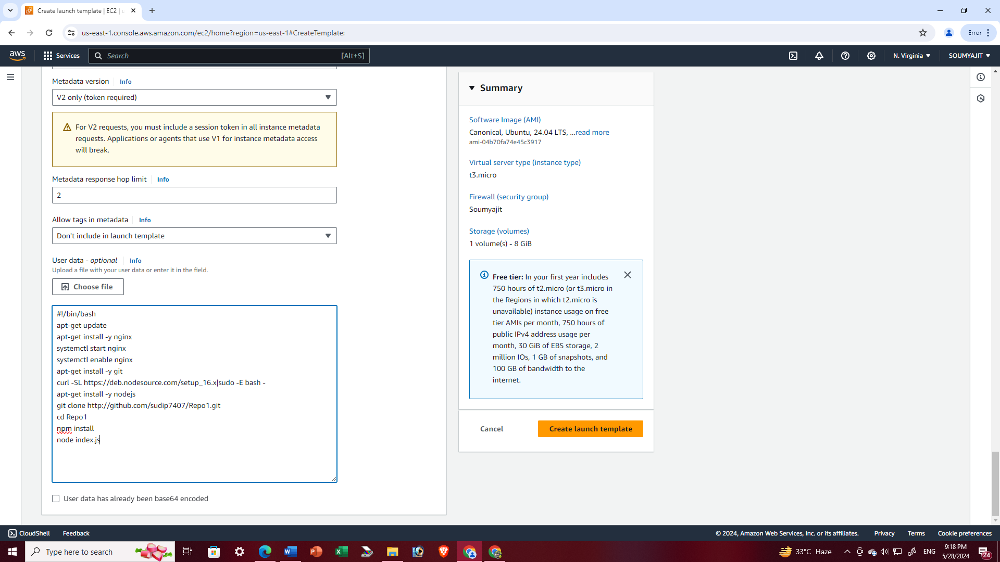 Create launch template | EC2 | u
us-east-1.console.aws.amazon.com/ec2/home?region=us-east-1#CreateTemplate:
Error
aws
Services
Search
[Alt+S]
N. Virginia
SOUMYAJIT
Metadata version
Info
V2 only (token required)
For V2 requests, you must include a session token in all instance metadata
requests. Applications or agents that use V1 for instance metadata access
will break.
Metadata response hop limit
Info
2
Allow tags in metadata
Info
Don't include in launch template
User data - optional
Info
Upload a file with your user data or enter it in the field.
Choose file
#!/bin/bash
apt-get update
apt-get install -y nginx
systemctl start nginx
systemctl enable nginx
apt-get install -y git
curl -SL https://deb.nodesource.com/setup_16.x|sudo -E bash -
apt-get install -y nodejs
git clone http://github.com/sudip7407/Repo1.git
cd Repo1
npm install
node index.js
User data has already been base64 encoded
Summary
Software Image (AMI)
Canonical, Ubuntu, 24.04 LTS, ...read more
ami-04b70fa74e45c3917
Virtual server type (instance type)
t3.micro
Firewall (security group)
Soumyajit
Storage (volumes)
1 volume(s) - 8 GiB
Free tier: In your first year includes
750 hours of t2.micro (or t3.micro in
the Regions in which t2.micro is
unavailable) instance usage on free
tier AMIs per month, 750 hours of
public IPv4 address usage per
month, 30 GiB of EBS storage, 2
million IOs, 1 GB of snapshots, and
100 GB of bandwidth to the
internet.
Cancel
Create launch template
CloudShell
Feedback
© 2024, Amazon Web Services, Inc. or its affiliates.
Privacy
Terms
Cookie preferences
Type here to search
33°C Haze
ENG
9:18 PM
5/28/2024
24